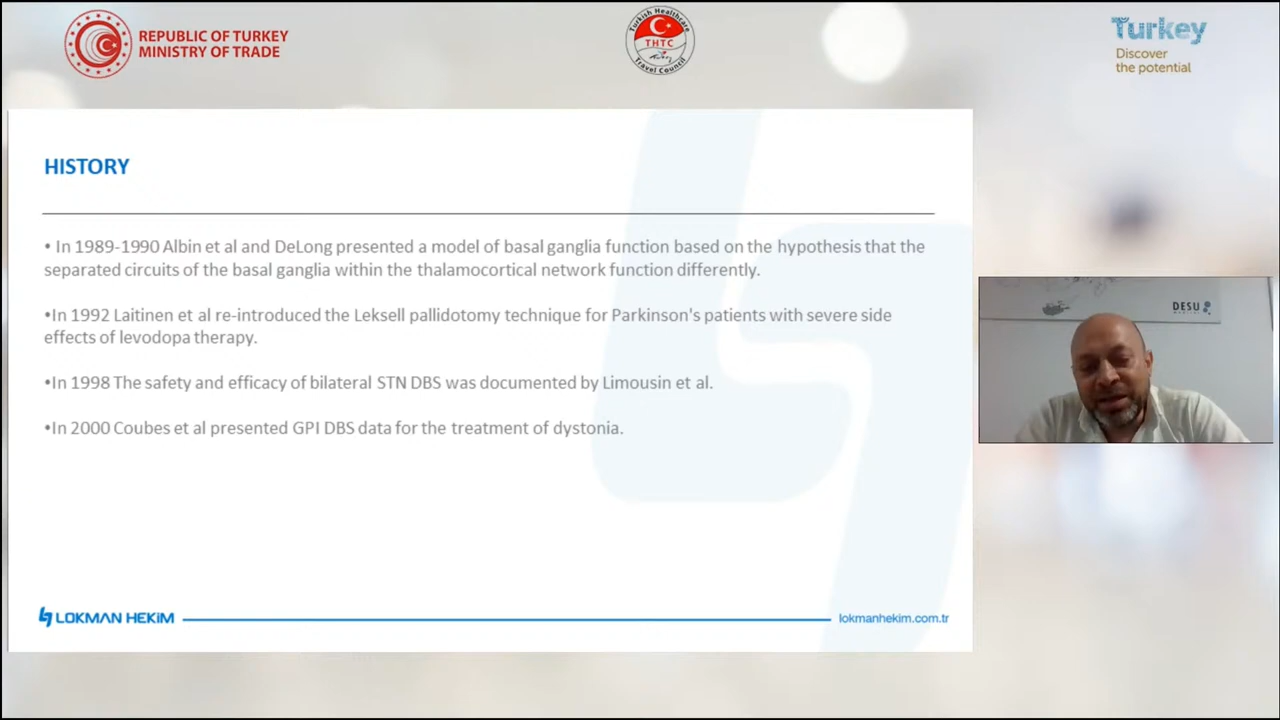 REPUBLIC OF TURKEY
MINISTRY OF TRADE
Turkish Healthcare
THTC
Travel Council
Turkey
Discover
the potential
HISTORY
• In 1989-1990 Albin et al and DeLong presented a model of basal ganglia function based on the hypothesis that the
separated circuits of the basal ganglia within the thalamocortical network function differently.
•In 1992 Laitinen et al re-introduced the Leksell pallidotomy technique for Parkinson's patients with severe side
effects of levodopa therapy.
•In 1998 The safety and efficacy of bilateral STN DBS was documented by Limousin et al.
•In 2000 Coubes et al presented GPI DBS data for the treatment of dystonia.
DESU
LOKMAN HEKİM
lokmanhekim.com.tr